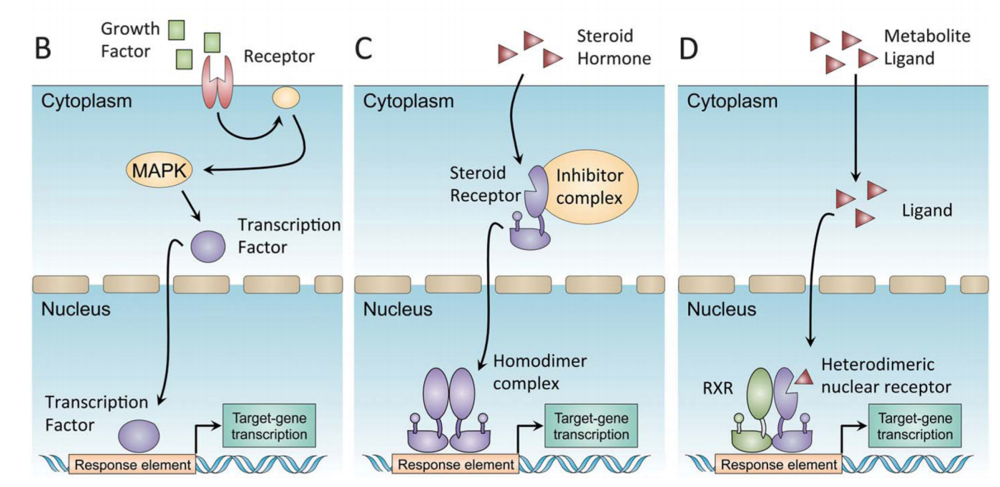 B
Growth
Factor
Receptor
Cytoplasm
MAPK
Transcription
Factor
Nucleus
Transcription
Factor
Target-gene
transcription
Response element
C
Steroid
Hormone
Cytoplasm
Steroid
Receptor
Inhibitor
complex
Nucleus
Homodimer
complex
Target-gene
transcription
Response element
D
Metabolite
Ligand
Cytoplasm
Ligand
Nucleus
RXR
Heterodimeric
nuclear receptor
Target-gene
transcription
Response element